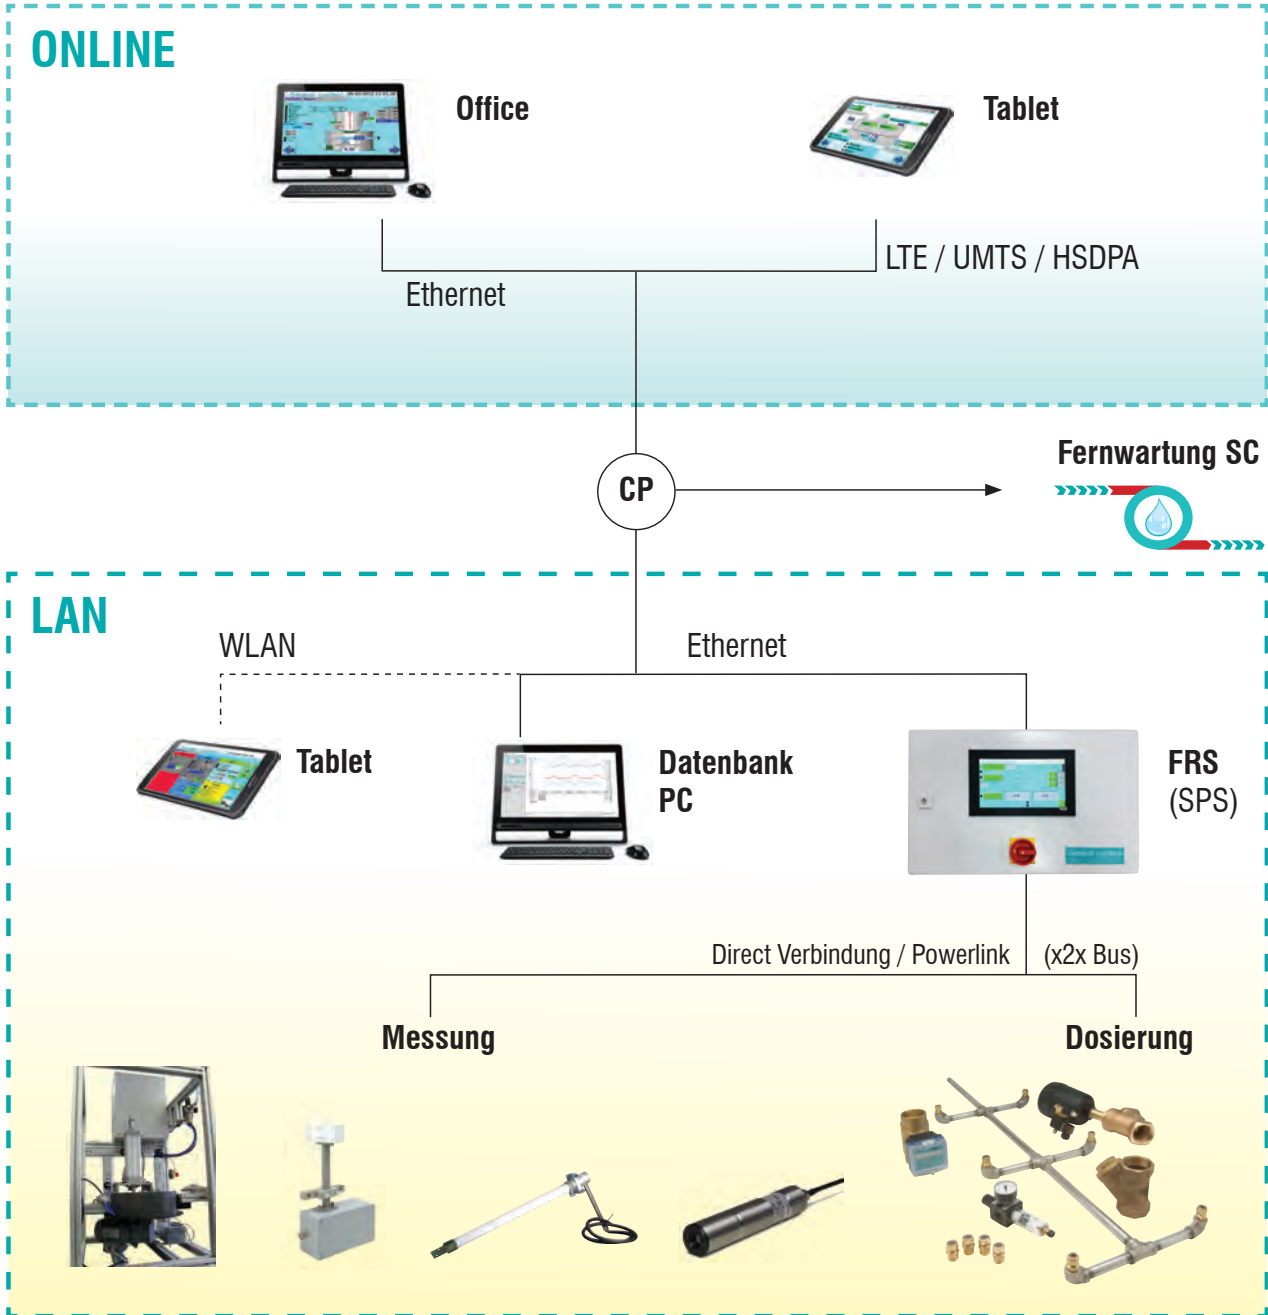 ONLINE
Office
Tablet
LTE / UMTS / HSDPA
Ethernet
Fernwartung SC
CP
LAN
WLAN
Ethernet
Tablet
Datenbank
PC
FRS
(SPS)
Direct Verbindung / Powerlink (x2x Bus)
Messung
Dosierung